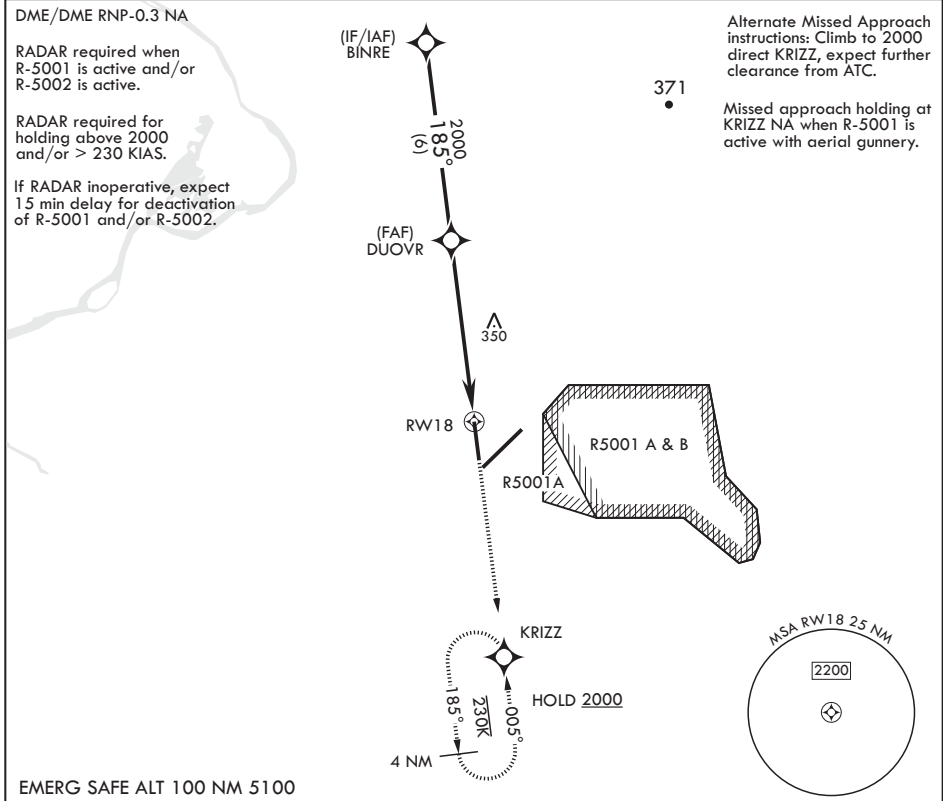 DME/DME RNP-0.3 NA
RADAR required when
R-5001 is active and/or
R-5002 is active.
RADAR required for
holding above 2000
and/or > 230 KIAS.
If RADAR inoperative, expect
15 min delay for deactivation
of R-5001 and/or R-5002.
(IF/IAF)
BINRE
Alternate Missed Approach
instructions: Climb to 2000
direct KRIZZ, expect further
clearance from ATC.
Missed approach holding at
KRIZZ NA when R-5001 is
active with aerial gunnery.
371
2000
185°
(6)
(FAF)
DUOVR
350
RW18
R5001 A & B
R5001A
KRIZZ
HOLD 2000
185°
230K
005°
4 NM
MSA RW18 25 NM
2200
EMERG SAFE ALT 100 NM 5100